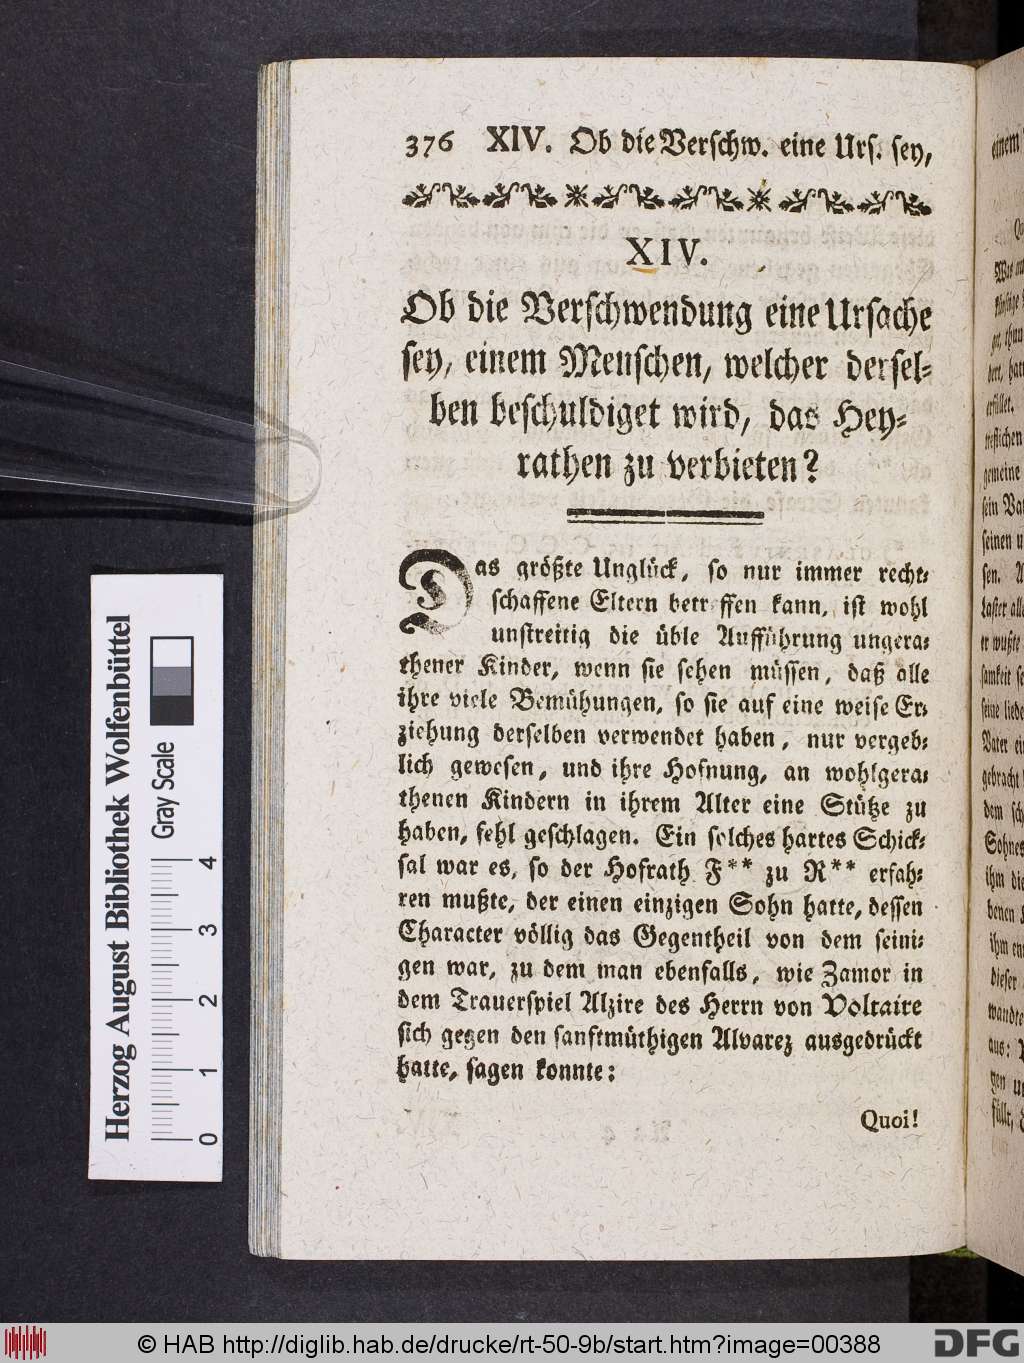 376 XIV. Ob die Verschw. eine Urs. sey,
XIV.
Ob die Verschwendung eine Ursache
sey, einem Menschen, welcher dersel-
ben beschuldiget wird, das Hey-
rathen zu verbieten?
Das größte Unglück, so nur immer recht-
schaffene Eltern betreffen kann, ist wohl
unstreitig die üble Aufführung ungera-
thener Kinder, wenn sie sehen müssen, daß alle
ihre viele Bemühungen, so sie auf eine weise Er-
ziehung derselben verwendet haben, nur vergeb-
lich gewesen, und ihre Hofnung, an wohlgera-
thenen Kindern in ihrem Alter eine Stütze zu
haben, fehl geschlagen. Ein solches hartes Schick-
sal war es, so der Hofrath F** zu R** erfah-
ren mußte, der einen einzigen Sohn hatte, dessen
Character völlig das Gegentheil von dem seini-
gen war, zu dem man ebenfalls, wie Zamor in
dem Trauerspiel Alzire des Herrn von Voltaire
sich gegen den sanftmüthigen Alvarez ausgedrückt
hatte, sagen konnte:
Quoi!
einem
Herzog August Bibliothek Wolfenbüttel
Gray Scale
0 1 2 3 4
© HAB http://diglib.hab.de/drucke/rt-50-9b/start.htm?image=00388
DFG